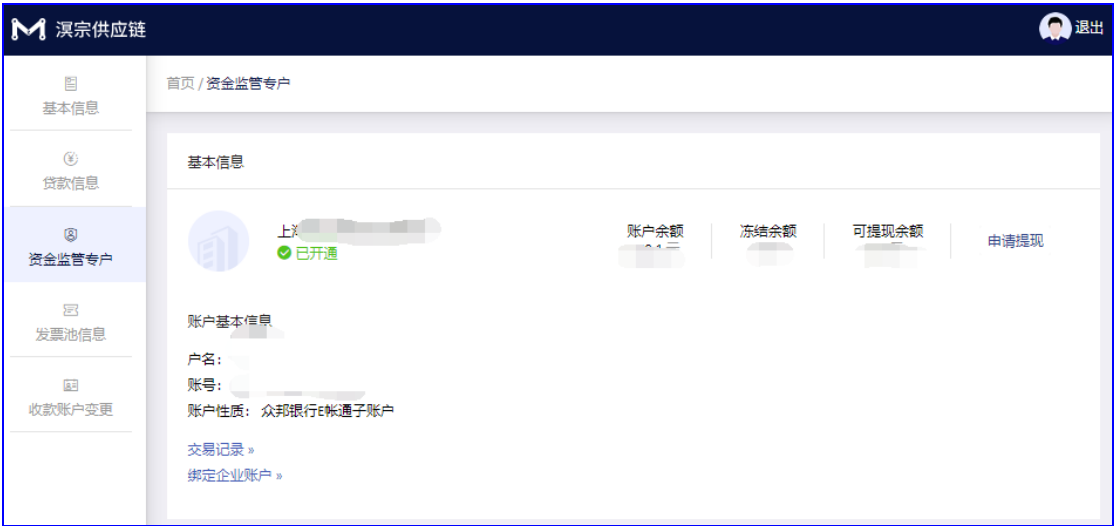 溟宗供应链
退出
首页 / 资金监管专户
基本信息
贷款信息
资金监管专户
发票池信息
收款账户变更
基本信息
上海
已开通
账户余额
冻结余额
可提现余额
申请提现
账户基本信息
户名：
账号：
账户性质： 众邦银行E帐通子账户
交易记录 »
绑定企业账户 »